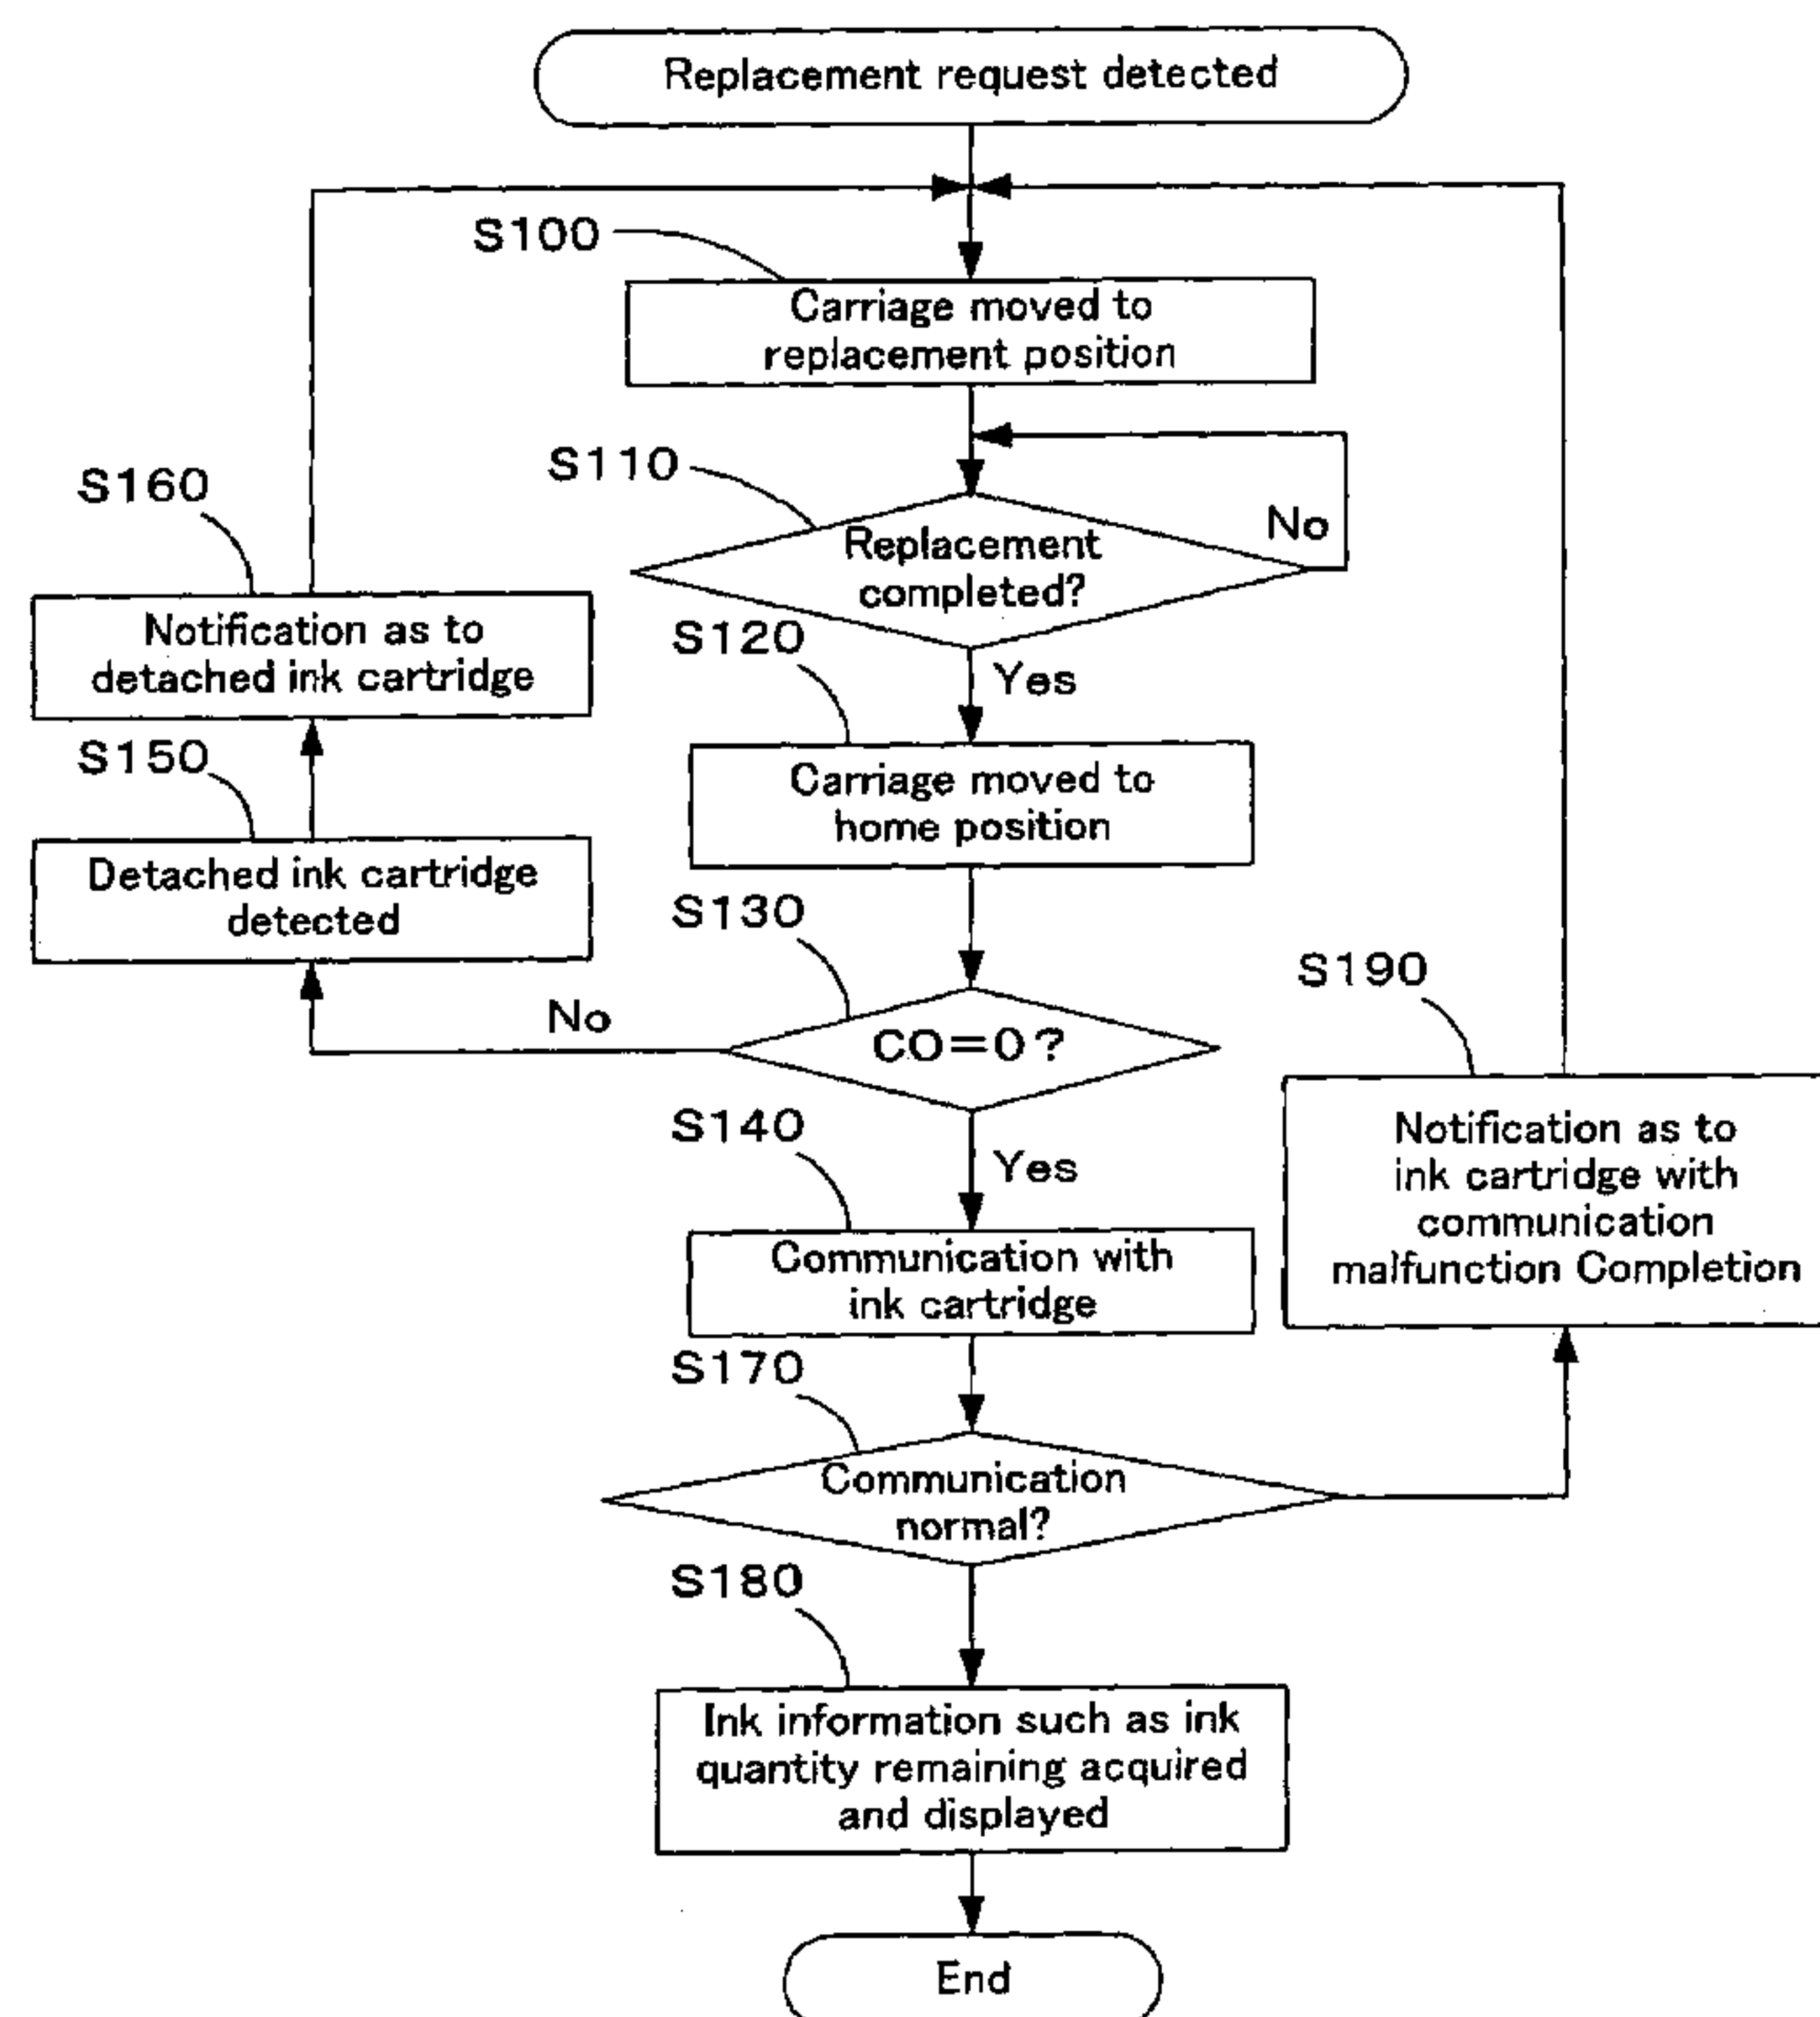 Replacement request detected
S100
Carriage moved to
replacement position
S110
Replacement
completed?
No
S120
Yes
Carriage moved to
home position
S130
CO=0?
No
S150
Detached ink cartridge
detected
S160
Notification as to
detached ink cartridge
S140
Yes
Communication with
ink cartridge
S170
Communication
normal?
S190
Notification as to
ink cartridge with
communication
malfunction Completion
S180
Ink information such as ink
quantity remaining acquired
and displayed
End